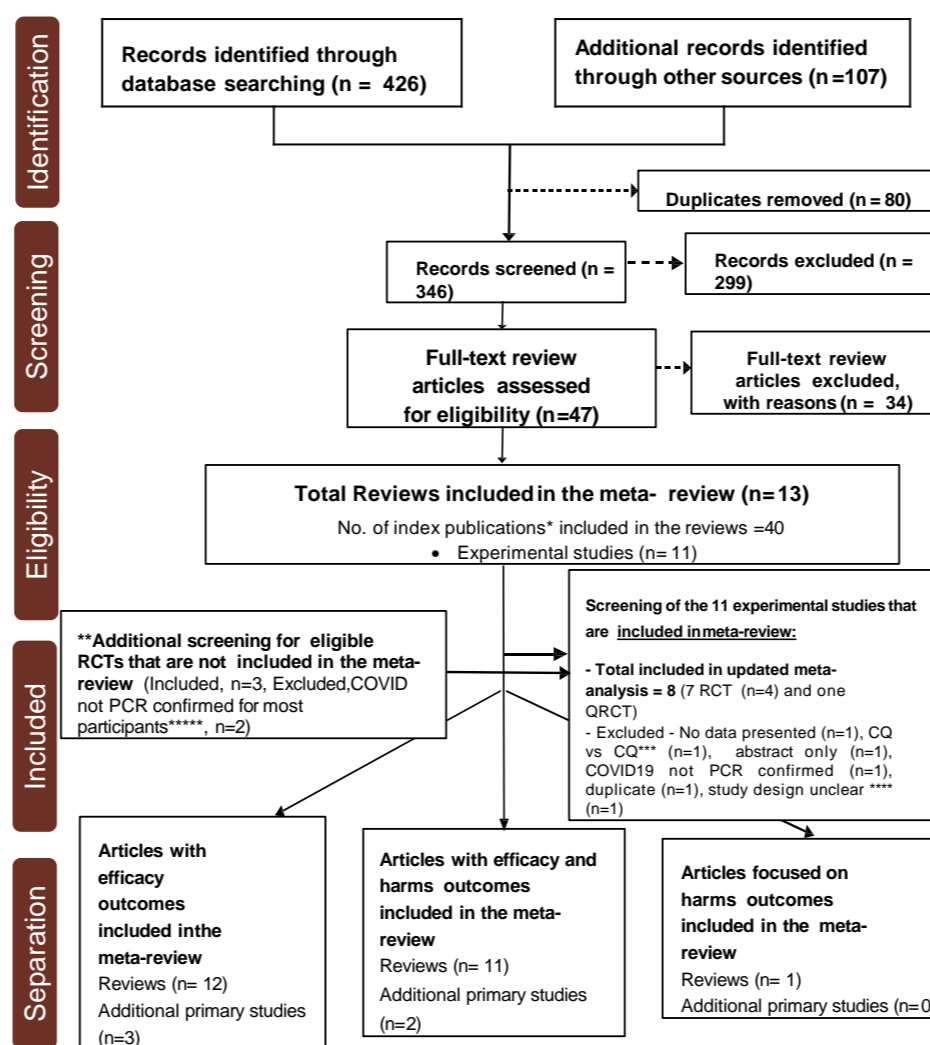 Identification
Records identified through
database searching (n = 426)
Additional records identified
through other sources (n =107)
Duplicates removed (n = 80)
Screening
Records screened (n =
346)
Records excluded (n =
299)
Full-text review
articles assessed
for eligibility (n=47)
Full-text review
articles excluded,
with reasons (n = 34)
Eligibility
Total Reviews included in the meta- review (n=13)
No. of index publications* included in the reviews =40
• Experimental studies (n= 11)
Included
**Additional screening for eligible
RCTs that are not included in the meta-
review (Included, n=3, Excluded,COVID
not PCR confirmed for most
participants*****, n=2)
Screening of the 11 experimental studies that
are included in meta-review:
- Total included in updated meta-
analysis = 8 (7 RCT (n=4) and one
QRCT)
- Excluded - No data presented (n=1), CQ
vs CQ*** (n=1), abstract only (n=1),
COVID19 not PCR confirmed (n=1),
duplicate (n=1), study design unclear ****
(n=1)
Separation
Articles with
efficacy
outcomes
included inthe
meta-review
Reviews (n= 12)
Additional primary studies
(n=3)
Articles with efficacy and
harms outcomes
included in the meta-
review
Reviews (n= 11)
Additional primary studies
(n=2)
Articles focused on
harms outcomes
included in the meta-
review
Reviews (n= 1)
Additional primary studies (n=0